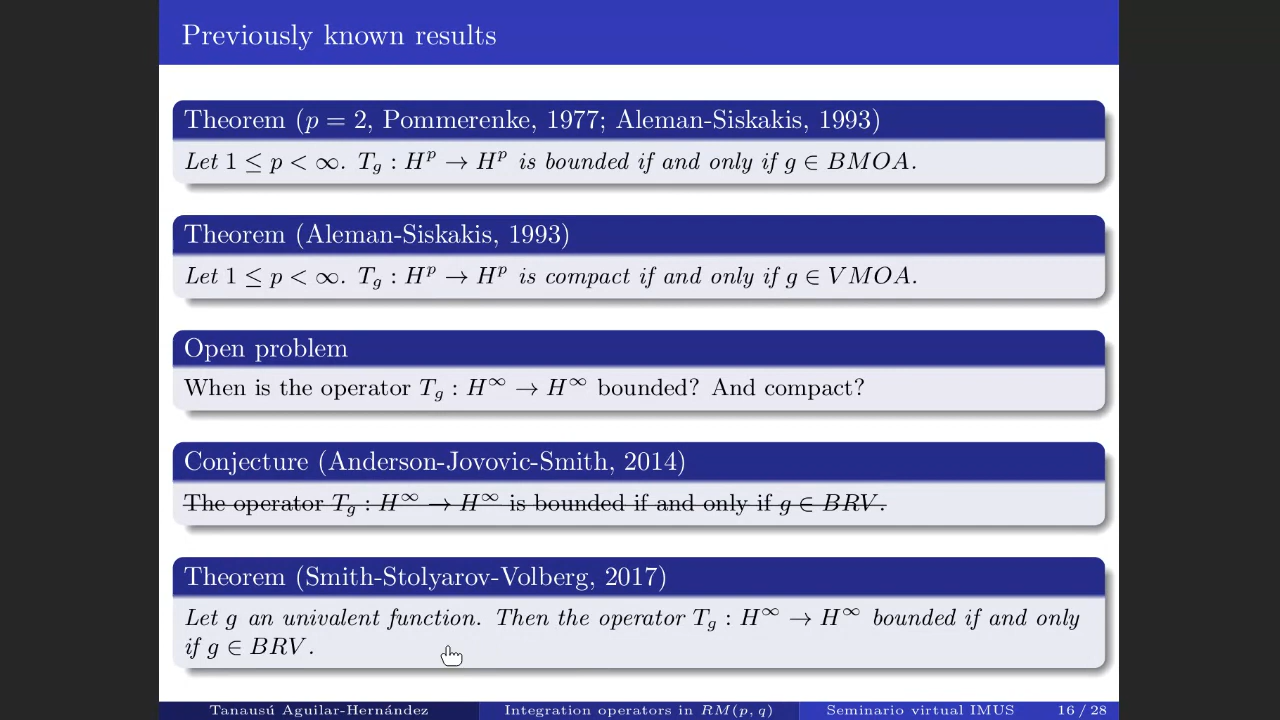 Previously known results
Theorem (p = 2, Pommerenke, 1977; Aleman-Siskakis, 1993)
Let 1 ≤ p < ∞. T_g : H^p → H^p is bounded if and only if g ∈ BMOA.
Theorem (Aleman-Siskakis, 1993)
Let 1 ≤ p < ∞. T_g : H^p → H^p is compact if and only if g ∈ VMOA.
Open problem
When is the operator T_g : H^∞ → H^∞ bounded? And compact?
Conjecture (Anderson-Jovovic-Smith, 2014)
The operator T_g : H^∞ → H^∞ is bounded if and only if g ∈ BRV.
Theorem (Smith-Stolyarov-Volberg, 2017)
Let g an univalent function. Then the operator T_g : H^∞ → H^∞ bounded if and only
if g ∈ BRV.
Tanausú Aguilar-Hernández Integration operators in RM(p, q) Seminario virtual IMUS 16 / 28